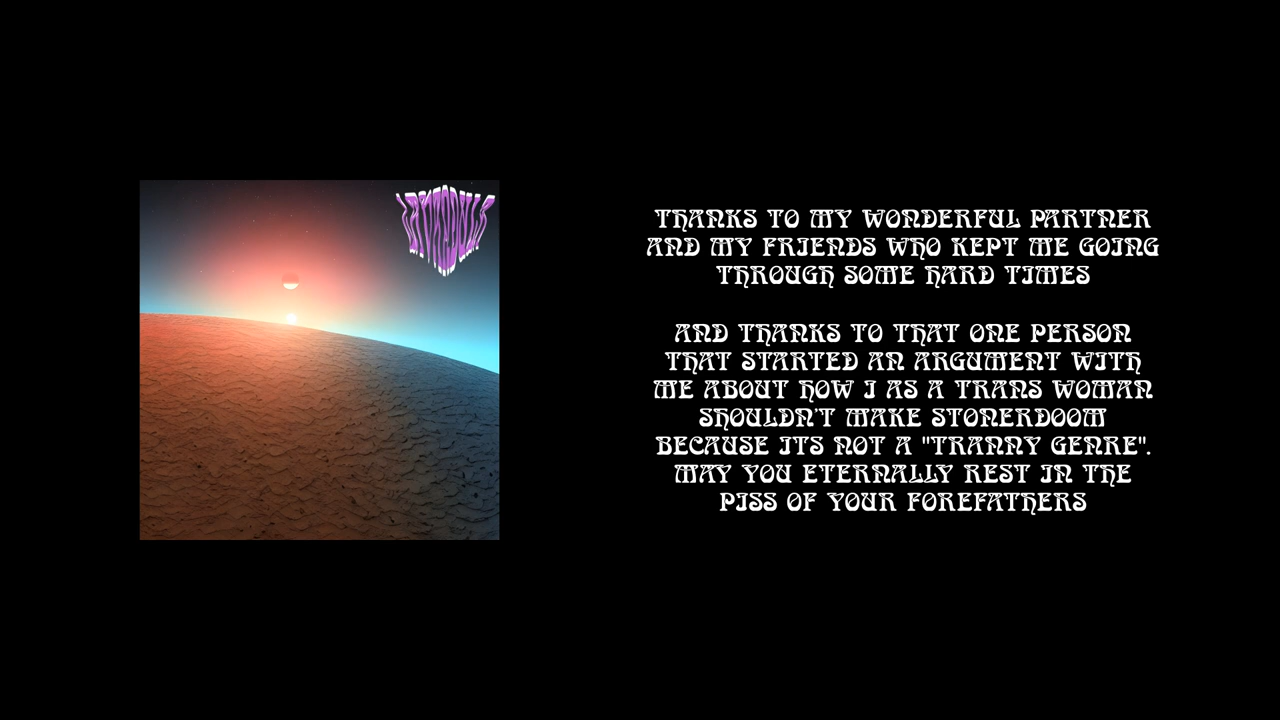 THANKS TO MY WONDERFUL PARTNER
AND MY FRIENDS WHO KEPT ME GOING
THROUGH SOME HARD TIMES
AND THANKS TO THAT ONE PERSON
THAT STARTED AN ARGUMENT WITH
ME ABOUT HOW I AS A TRANS WOMAN
SHOULDN'T MAKE STONERDOOM
BECAUSE ITS NOT A "TRANNY GENRE".
MAY YOU ETERNALLY REST IN THE
PISS OF YOUR FOREFATHERS